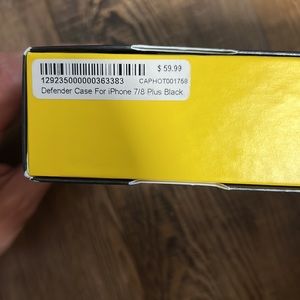 $ 59.99
129235000000363383 CAPHOT001758
Defender Case For iPhone 7/8 Plus Black